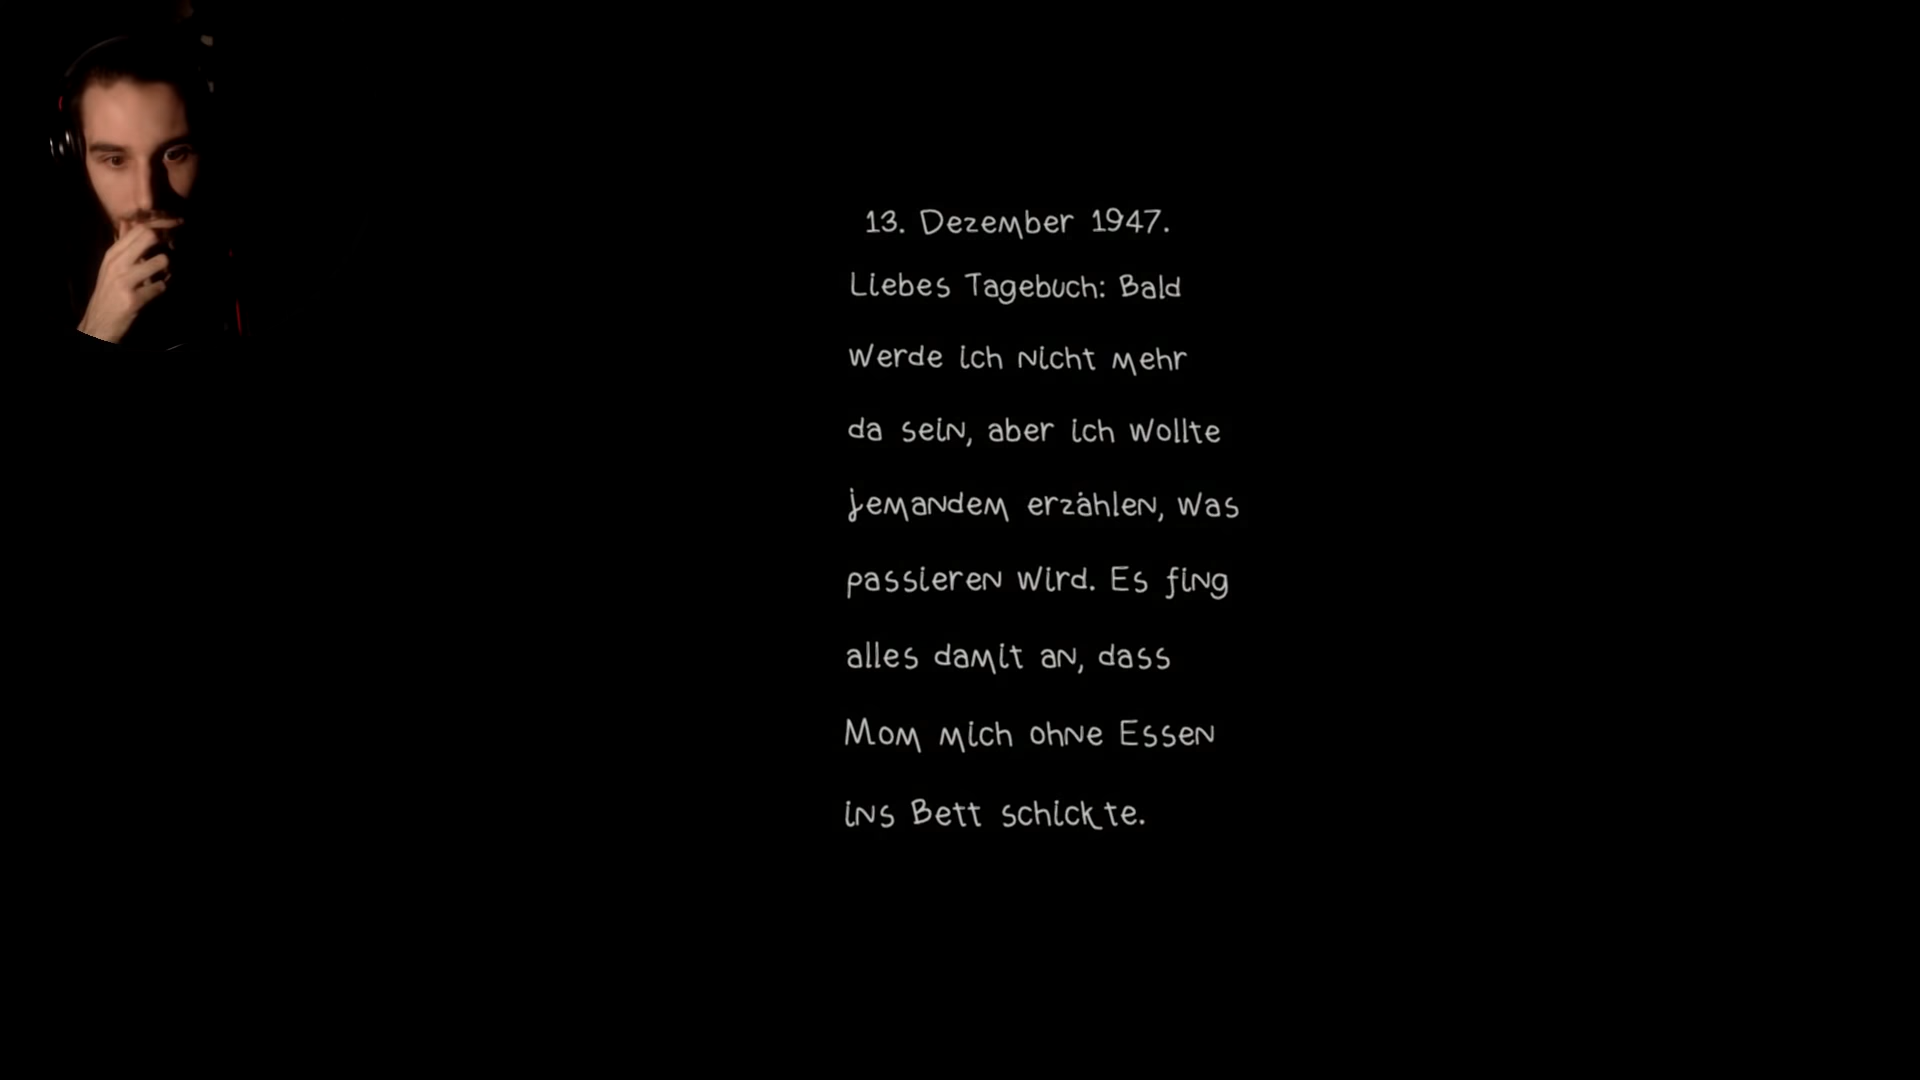 13. Dezember 1947.
Liebes Tagebuch: Bald
werde ich nicht mehr
da sein, aber ich wollte
jemandem erzählen, was
passieren wird. Es fing
alles damit an, dass
Mom mich ohne Essen
ins Bett schickte.